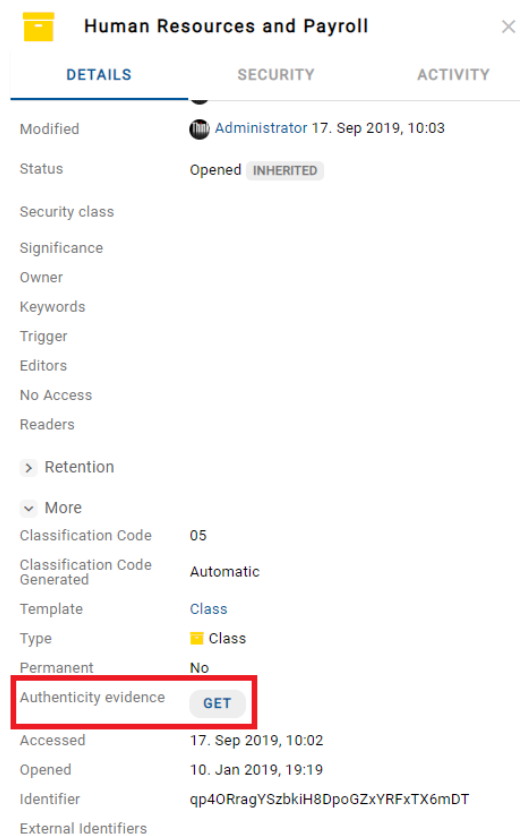 Human Resources and Payroll
DETAILS SECURITY ACTIVITY
Modified Administrator 17. Sep 2019, 10:03
Status Opened INHERITED
Security class
Significance
Owner
Keywords
Trigger
Editors
No Access
Readers
Retention
More
Classification Code 05
Classification Code
Generated Automatic
Template Class
Type Class
Permanent No
Authenticity evidence GET
Accessed 17. Sep 2019, 10:02
Opened 10. Jan 2019, 19:19
Identifier qp4ORragYSzbkiH8DpoGZxYRFxTX6mDT
External Identifiers